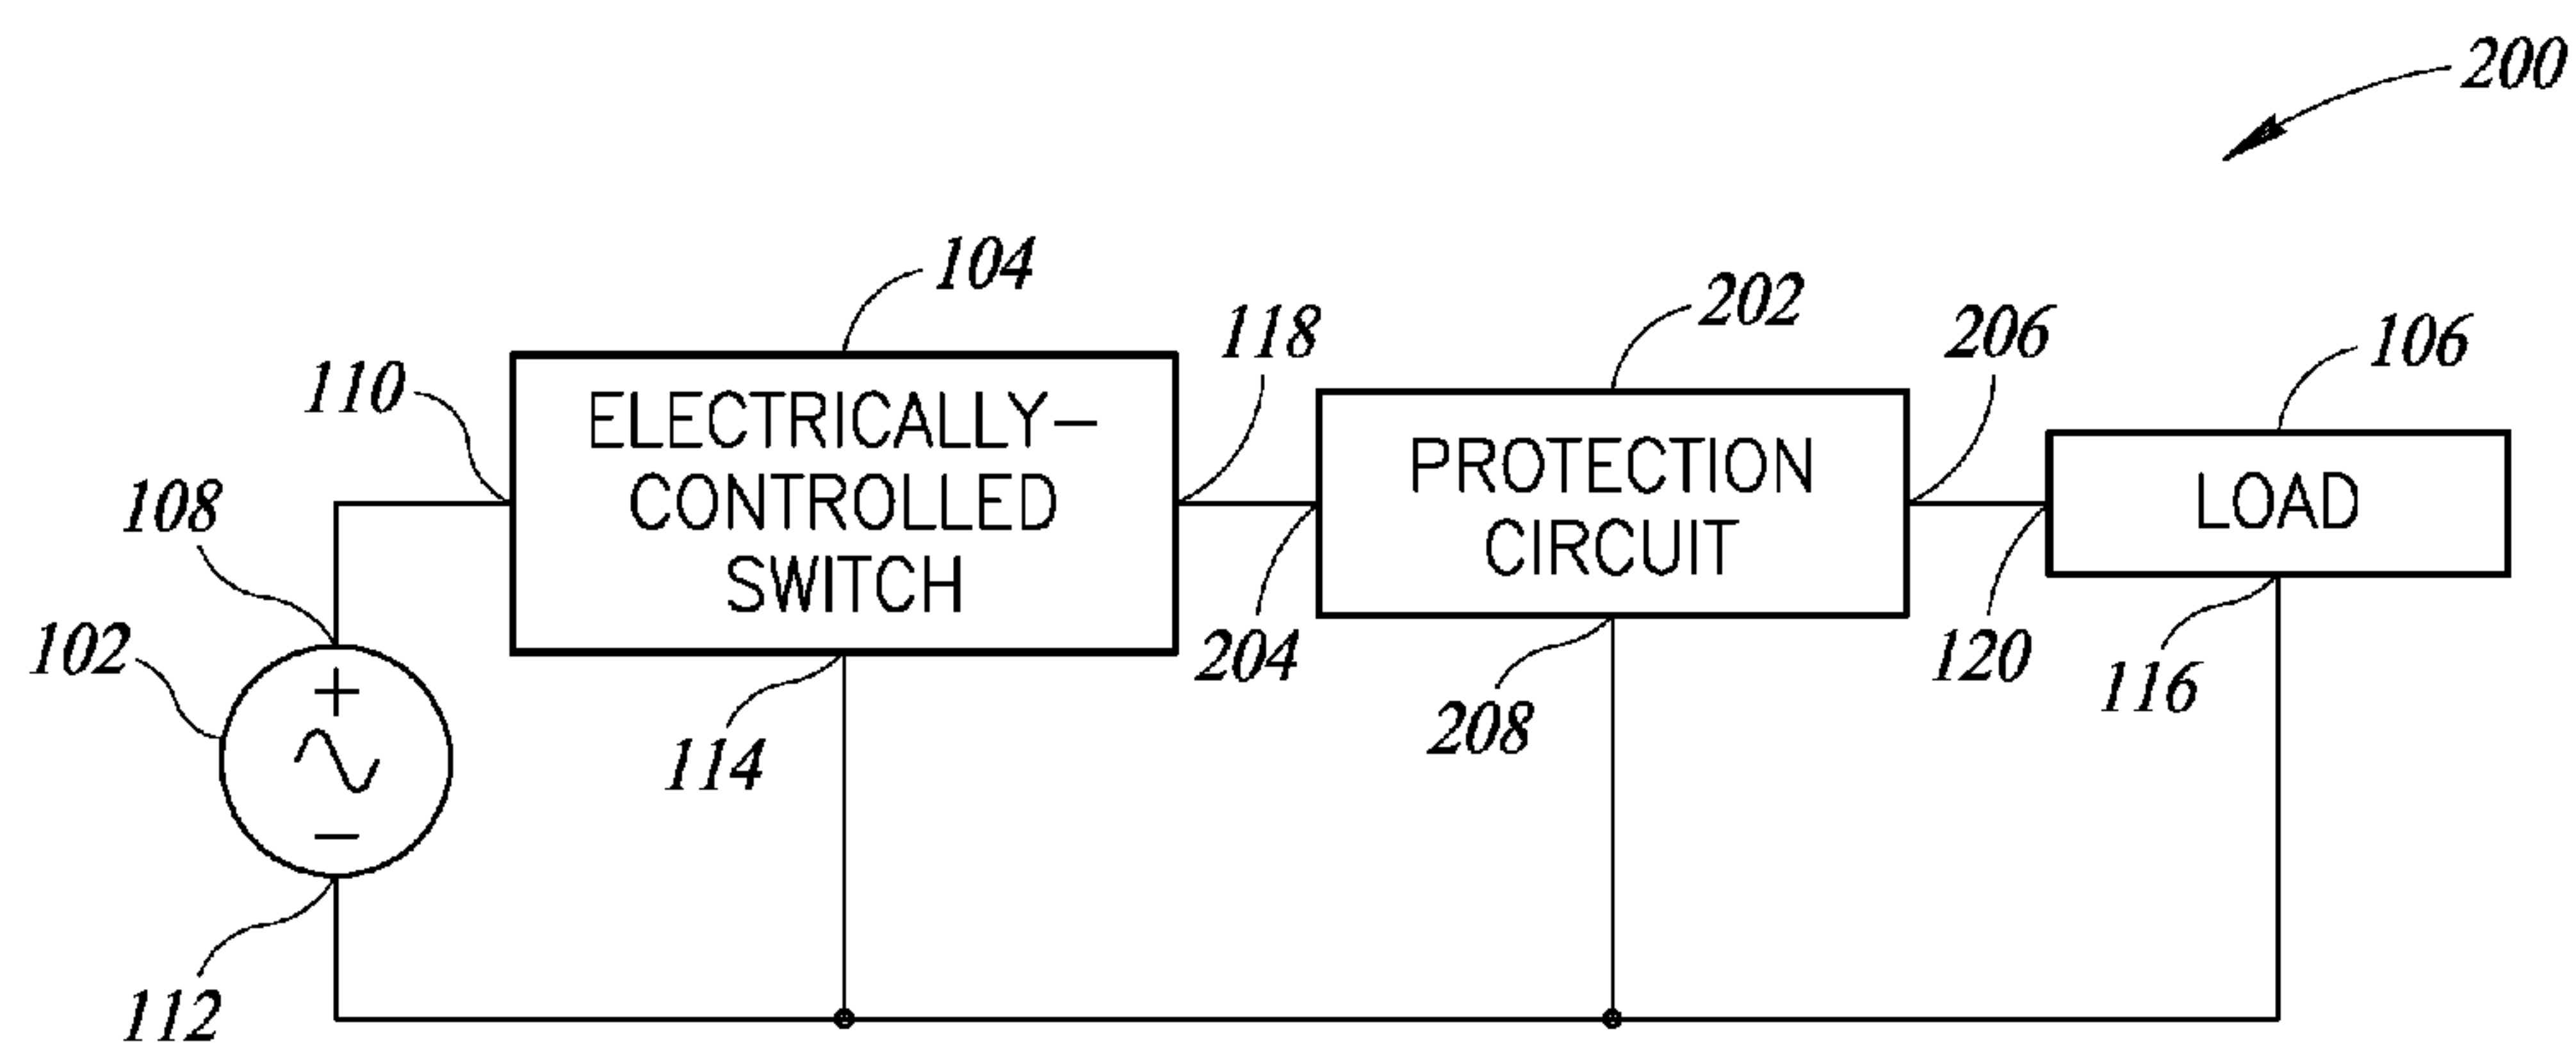 200
104
118
202
206
106
110
ELECTRICALLY-
CONTROLLED
SWITCH
PROTECTION
CIRCUIT
LOAD
108
102
+
−
204
120
116
114
208
112